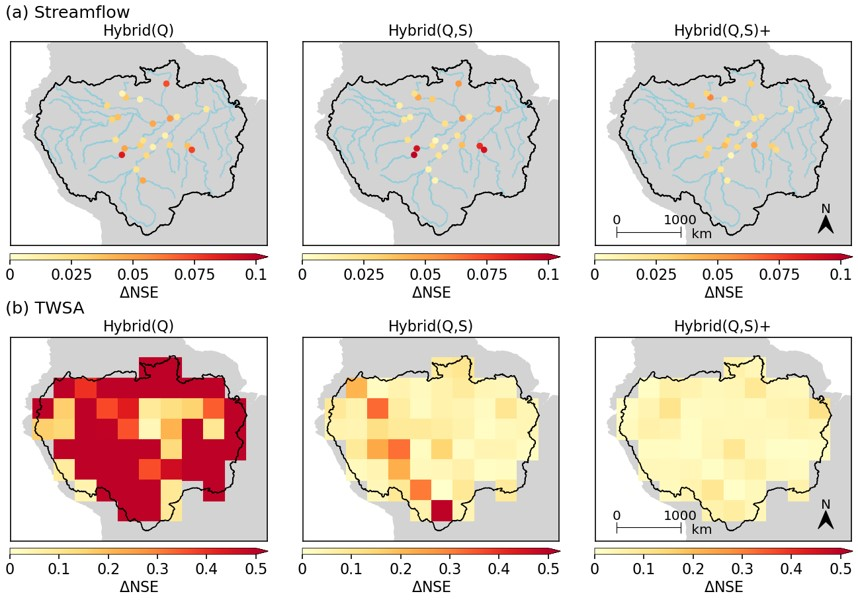 (a) Streamflow
Hybrid(Q) Hybrid(Q,S) Hybrid(Q,S)+
0 1000 km N
0 0.025 0.05 0.075 0.1 0 0.025 0.05 0.075 0.1 0 0.025 0.05 0.075 0.1
ΔNSE ΔNSE ΔNSE
(b) TWSA
Hybrid(Q) Hybrid(Q,S) Hybrid(Q,S)+
0 1000 km N
0 0.1 0.2 0.3 0.4 0.5 0 0.1 0.2 0.3 0.4 0.5 0 0.1 0.2 0.3 0.4 0.5
ΔNSE ΔNSE ΔNSE